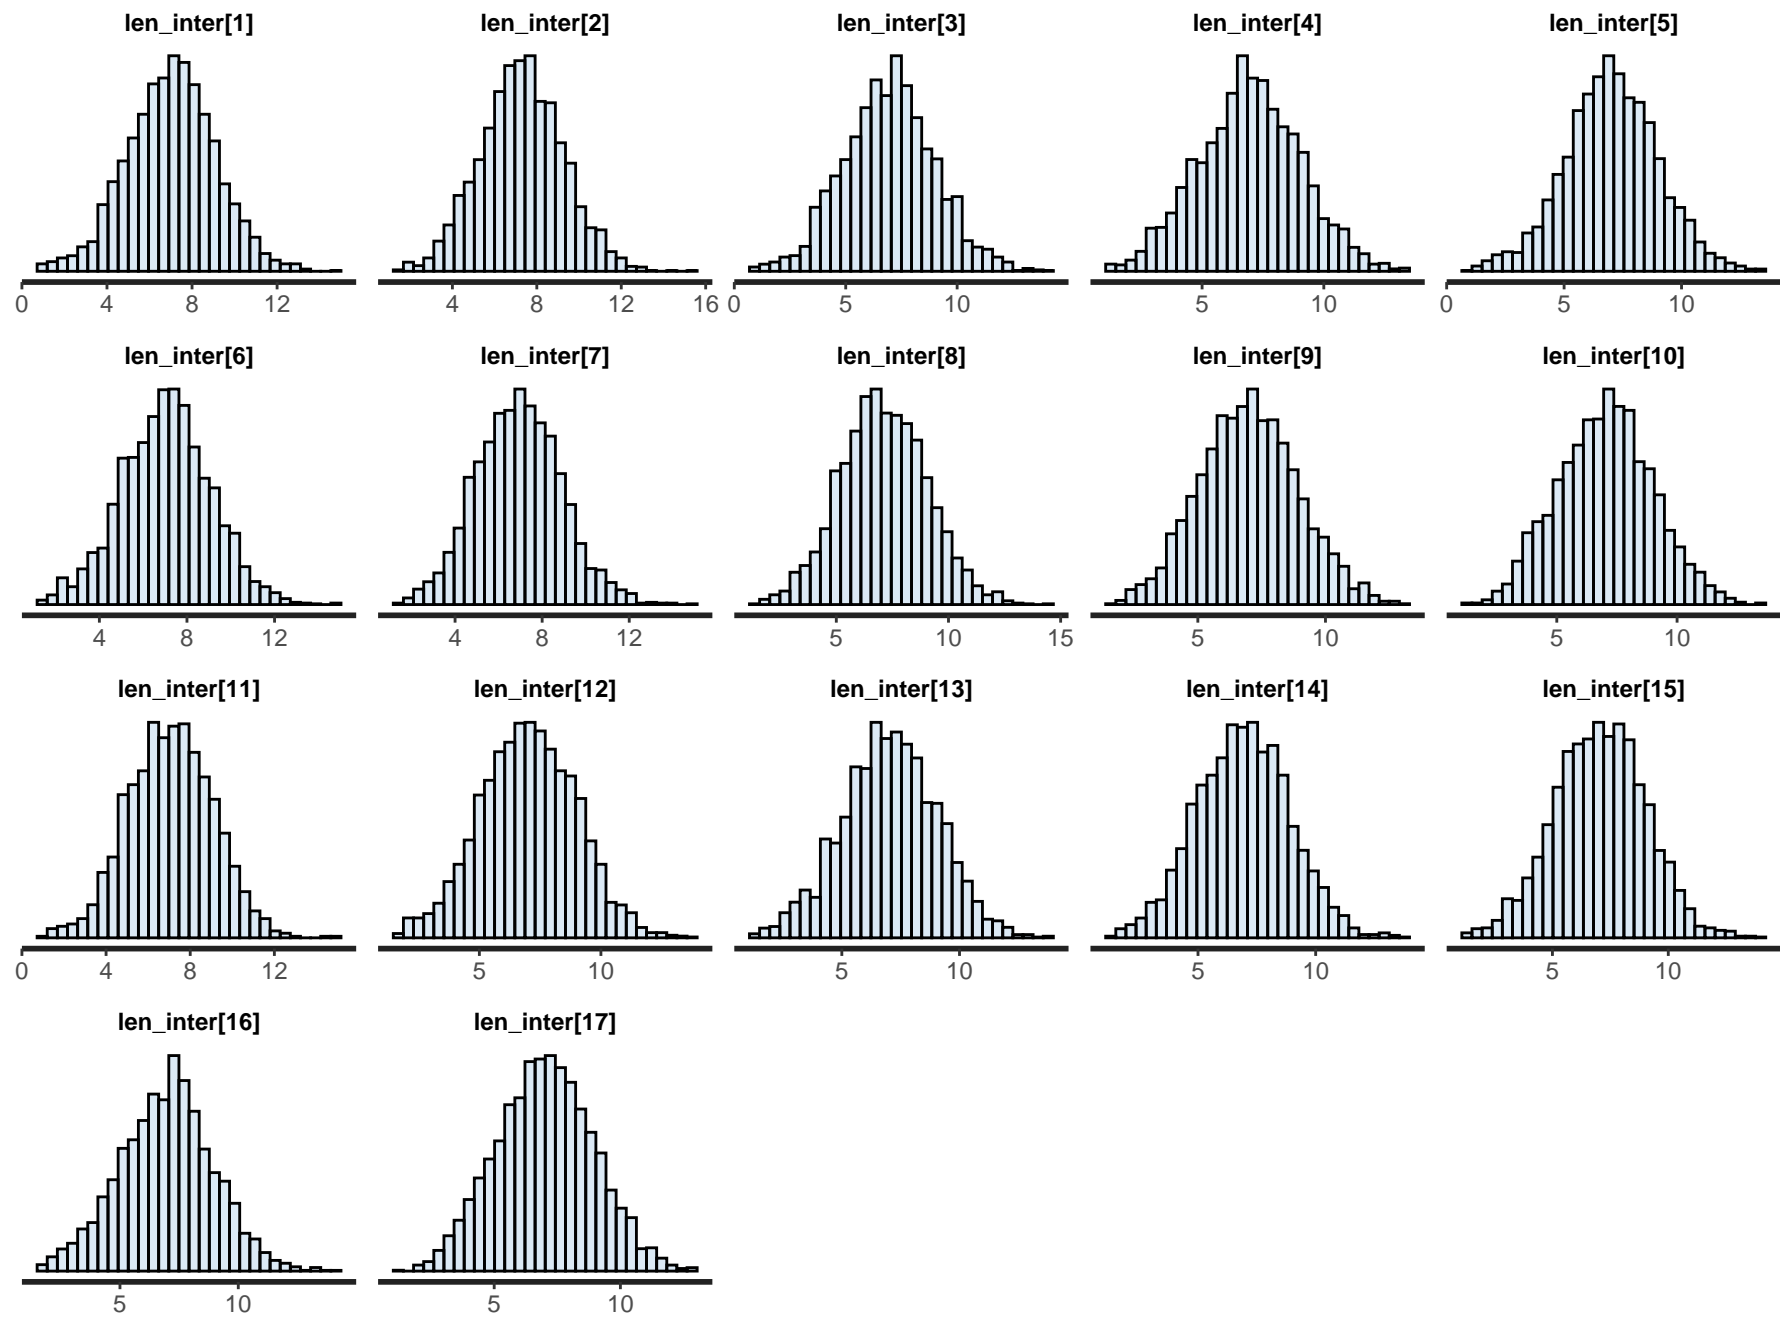 len_inter[1] len_inter[2] len_inter[3] len_inter[4] len_inter[5]
0 4 8 12 4 8 12 16 0 5 10 5 10 0 5 10
len_inter[6] len_inter[7] len_inter[8] len_inter[9] len_inter[10]
4 8 12 4 8 12 5 10 15 5 10 5 10
len_inter[11] len_inter[12] len_inter[13] len_inter[14] len_inter[15]
0 4 8 12 5 10 5 10 5 10 5 10
len_inter[16] len_inter[17]
5 10 5 10